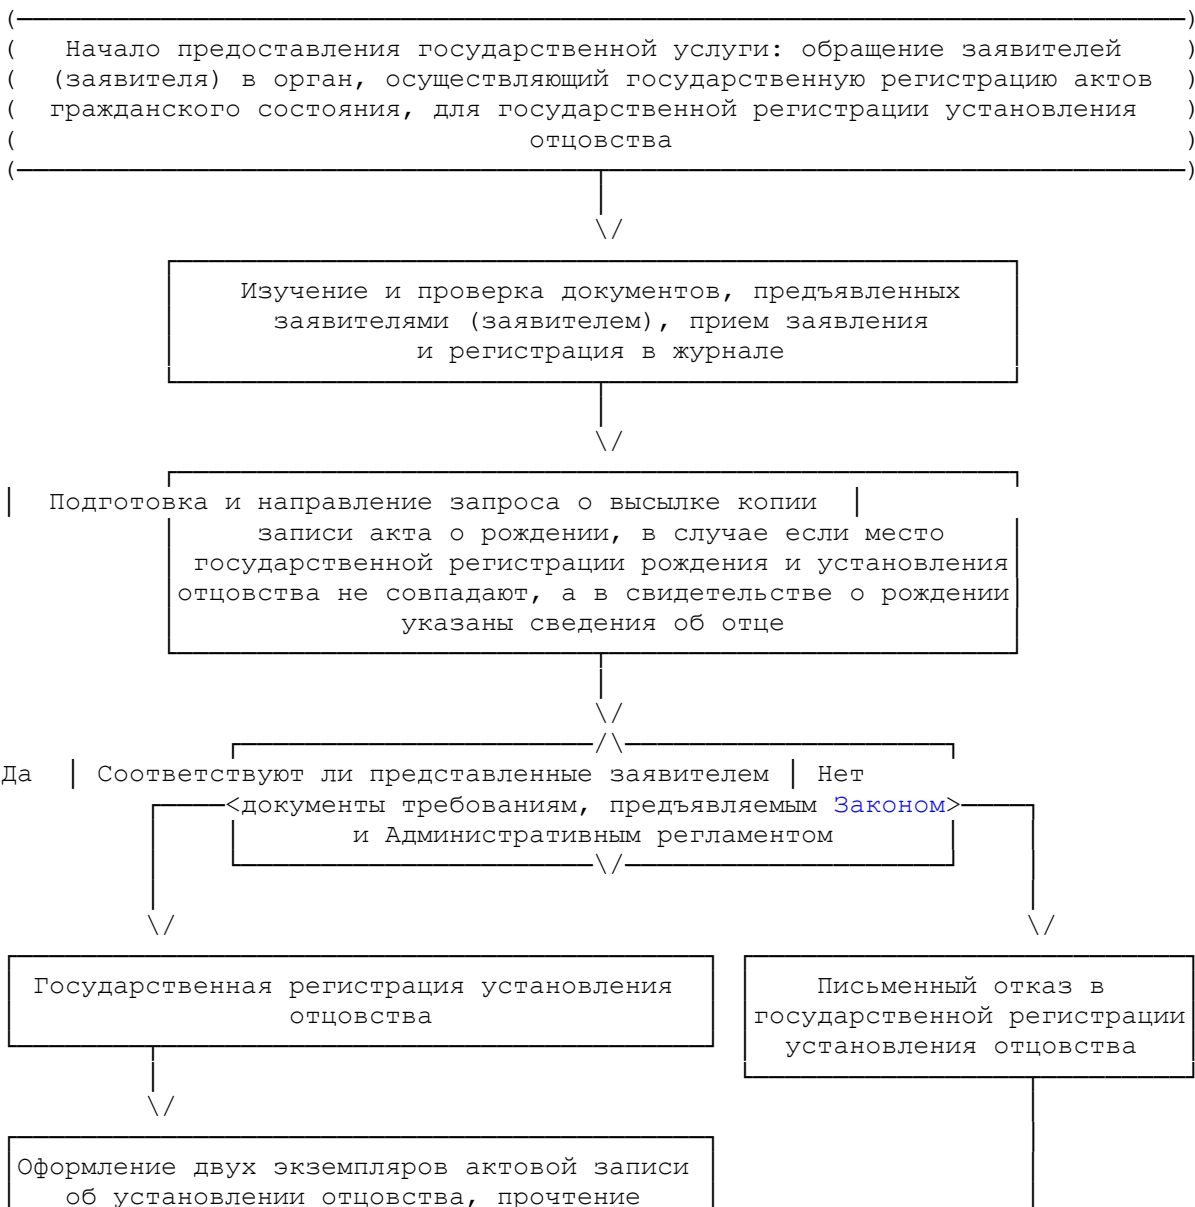 Начало предоставления государственной услуги: обращение заявителей
(заявителя) в орган, осуществляющий государственную регистрацию актов
гражданского состояния, для государственной регистрации установления
отцовства
Изучение и проверка документов, предъявленных
заявителями (заявителем), прием заявления
и регистрация в журнале
Подготовка и направление запроса о высылке копии
записи акта о рождении, в случае если место
государственной регистрации рождения и установления
отцовства не совпадают, а в свидетельстве о рождении
указаны сведения об отце
Да Соответствуют ли представленные заявителем Нет
<документы требованиям, предъявляемым Законом>
и Административным регламентом
Государственная регистрация установления
отцовства
Письменный отказ в
государственной регистрации
установления отцовства
Оформление двух экземпляров актовой записи
об установлении отцовства, прочтение